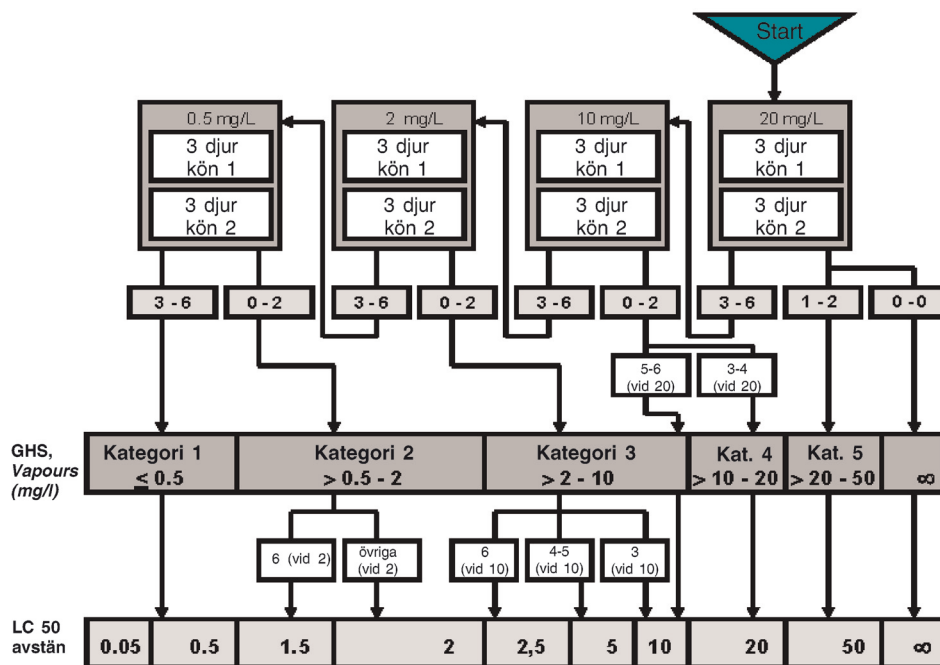 Start
0.5 mg/L
2 mg/L
10 mg/L
20 mg/L
3 djur
kön 1
3 djur
kön 1
3 djur
kön 1
3 djur
kön 1
3 djur
kön 2
3 djur
kön 2
3 djur
kön 2
3 djur
kön 2
3 - 6
0 - 2
3 - 6
0 - 2
3 - 6
0 - 2
3 - 6
1 - 2
0 - 0
5-6
(vid 20)
3-4
(vid 20)
GHS,
Vapours
(mg/l)
Kategori 1
≤ 0.5
Kategori 2
> 0.5 - 2
Kategori 3
> 2 - 10
Kat. 4
> 10 - 20
Kat. 5
> 20 - 50
∞
6 (vid 2)
övriga
(vid 2)
6
(vid 10)
4-5
(vid 10)
3
(vid 10)
LC 50
avstän
0.05
0.5
1.5
2
2,5
5
10
20
50
∞